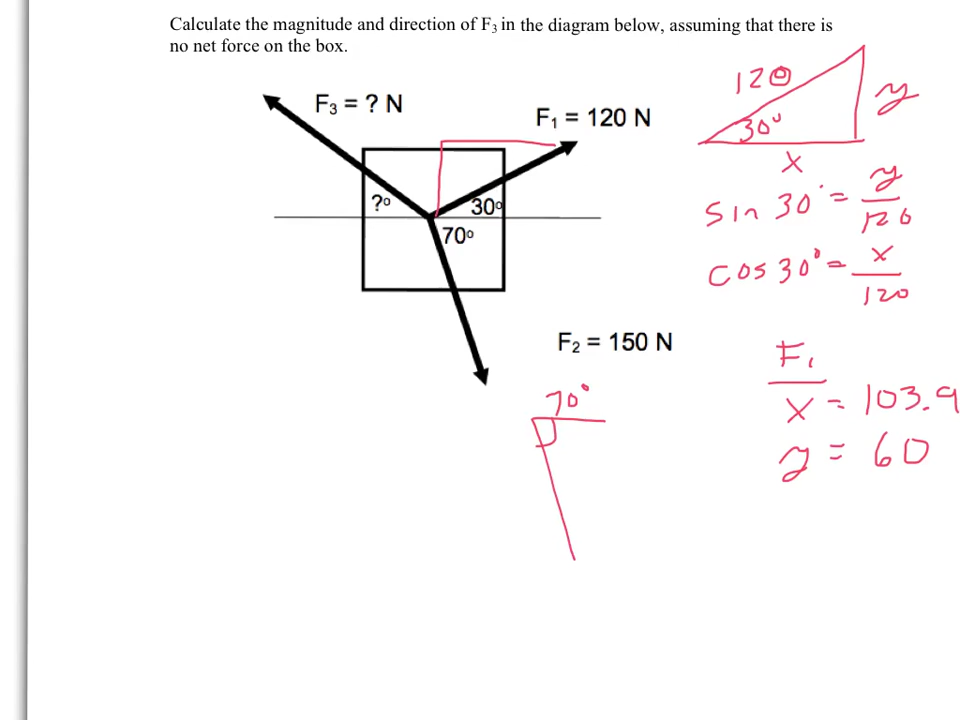 Calculate the magnitude and direction of F₃ in the diagram below, assuming that there is
no net force on the box.
F₃ = ? N
F₁ = 120 N
?o
30o
70o
F₂ = 150 N
120
30°
y
x
sin 30° = y/120
cos 30° = x/120
F₁
x = 103.9
y = 60
70°